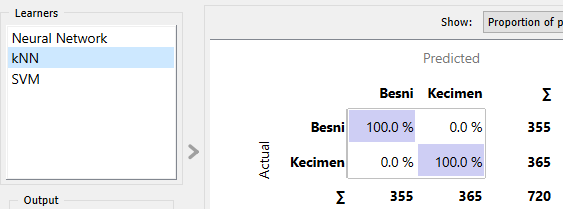 Learners
Neural Network
kNN
SVM
Output
Show: Proportion of p
Predicted
Besni Kecimen ∑
Actual
Besni 100.0 % 0.0 % 355
Kecimen 0.0 % 100.0 % 365
∑ 355 365 720